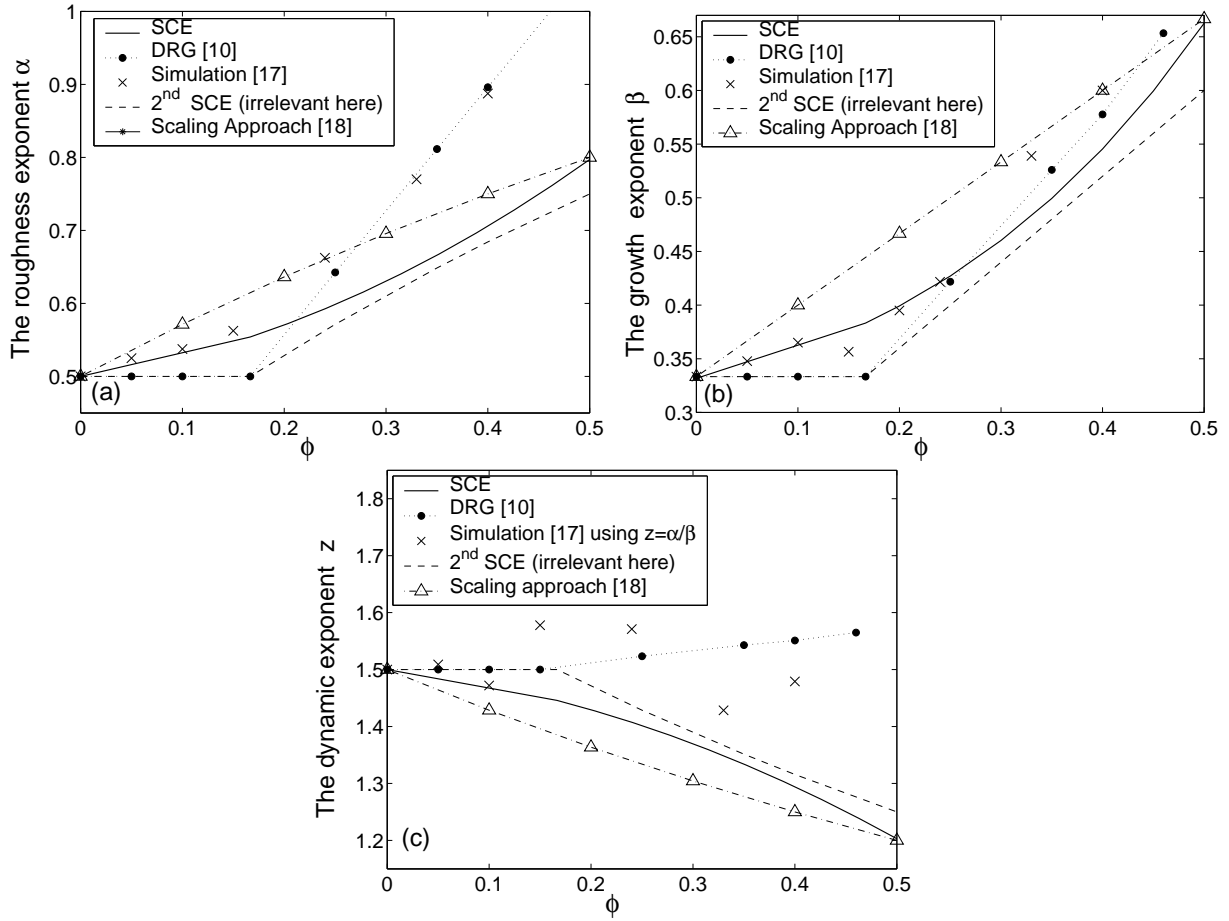 The roughness exponent α
1
0.9
0.8
0.7
0.6
0.5
SCE
DRG [10]
Simulation [17]
2nd SCE (irrelevant here)
Scaling Approach [18]
(a)
0 0.1 0.2 0.3 0.4 0.5
ϕ
The growth exponent β
0.65
0.6
0.55
0.5
0.45
0.4
0.35
0.3
SCE
DRG [10]
Simulation [17]
2nd SCE (irrelevant here)
Scaling Approach [18]
(b)
0 0.1 0.2 0.3 0.4 0.5
ϕ
The dynamic exponent z
1.8
1.7
1.6
1.5
1.4
1.3
1.2
SCE
DRG [10]
Simulation [17] using z=α/β
2nd SCE (irrelevant here)
Scaling approach [18]
(c)
0 0.1 0.2 0.3 0.4 0.5
ϕ